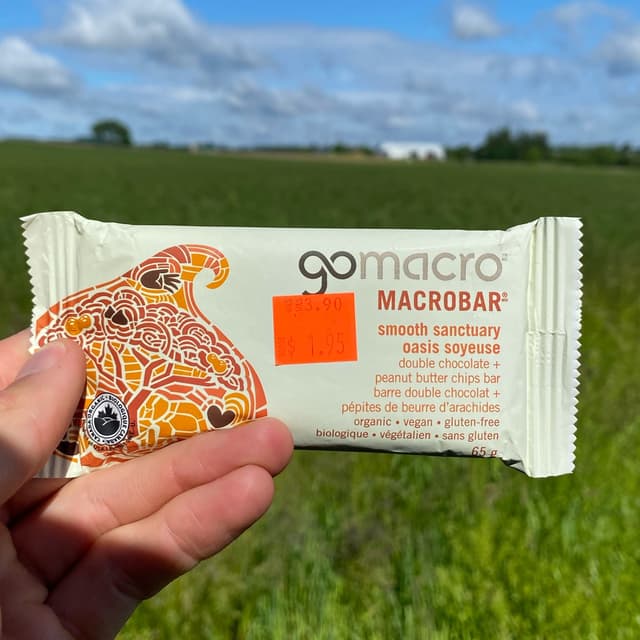 gomacro
MACROBAR
smooth sanctuary
oasis soyeuse
double chocolate +
peanut butter chips bar
barre double chocolat +
pépites de beurre d'arachides
organic • vegan • gluten-free
biologique • végétalien • sans gluten
65 g
$3.90
$ 1.95